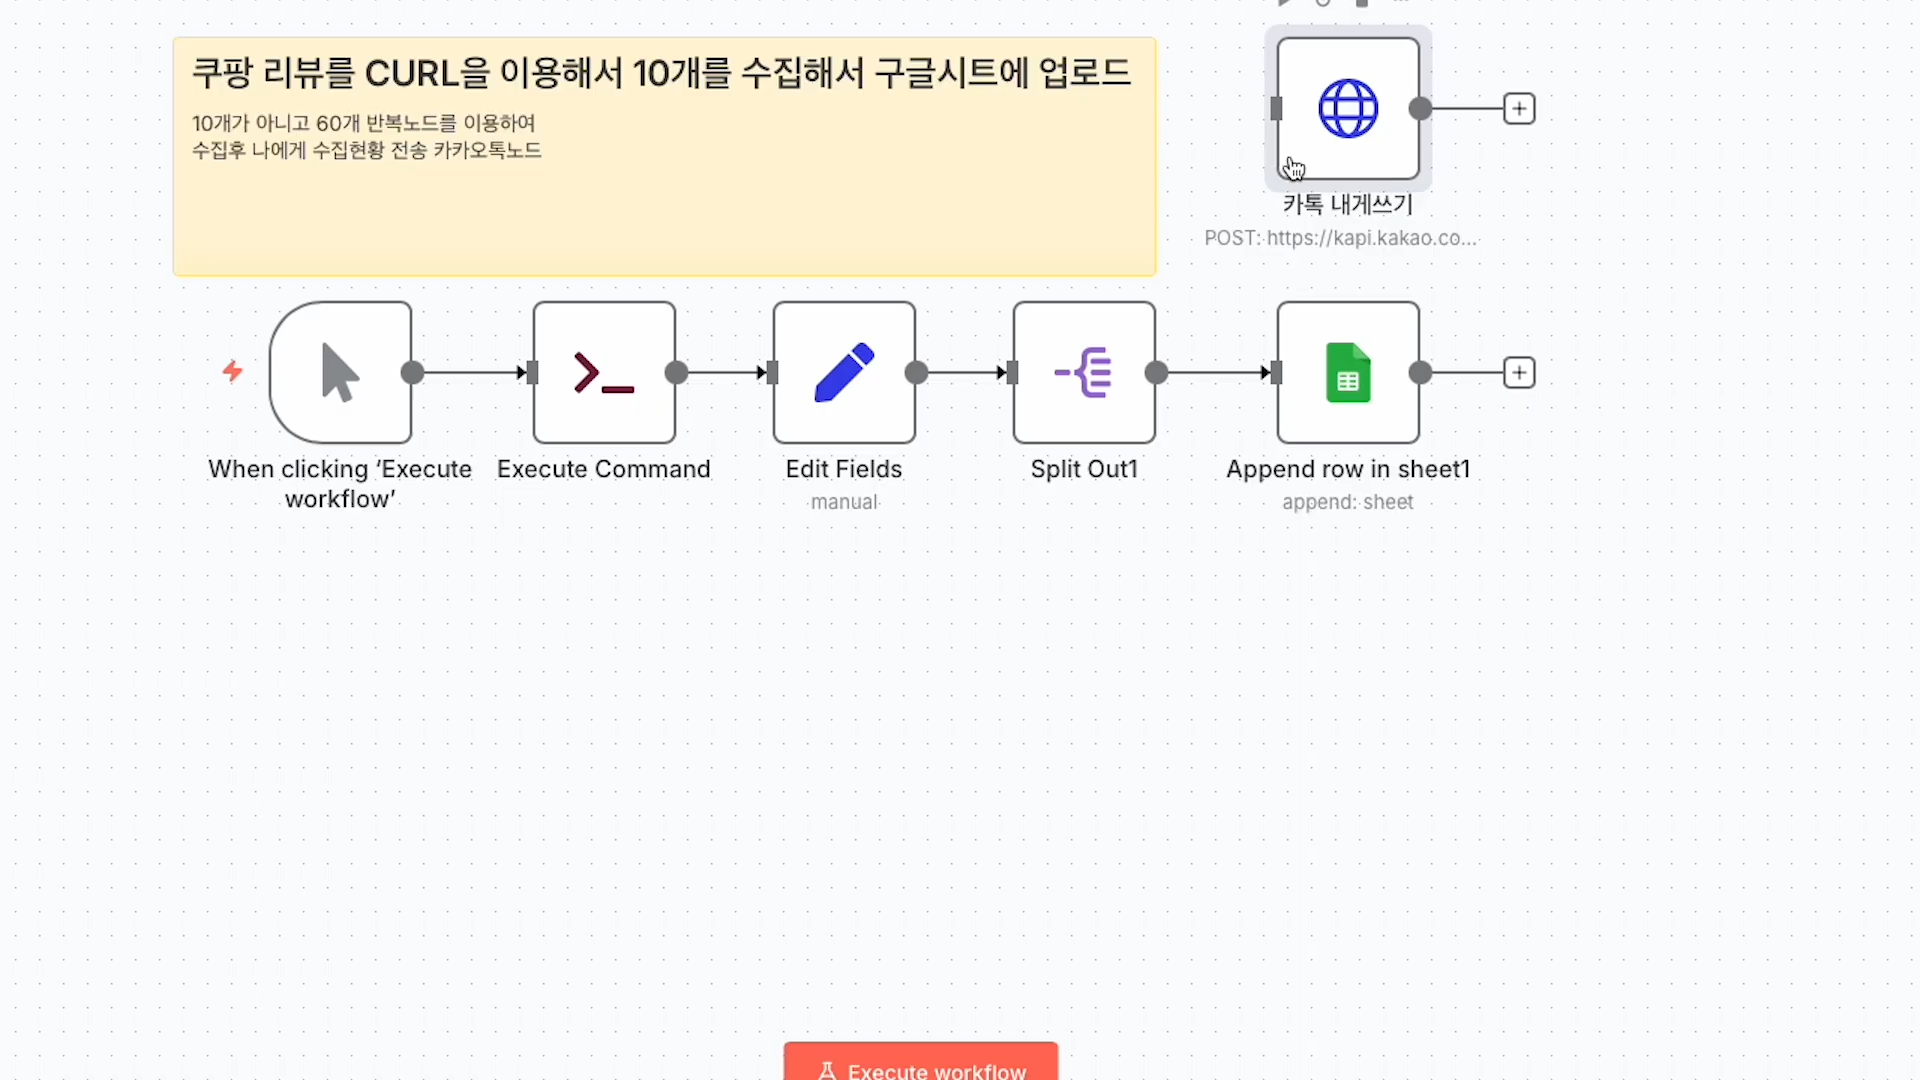 쿠팡 리뷰를 CURL을 이용해서 10개를 수집해서 구글시트에 업로드
10개가 아니고 60개 반복노드를 이용하여
수집후 나에게 수집현황 전송 카카오톡노드
카톡 내게쓰기
POST: https://kapi.kakao.co...
When clicking ‘Execute
workflow’
Execute Command
Edit Fields
manual
Split Out1
Append row in sheet1
append: sheet
Execute workflow